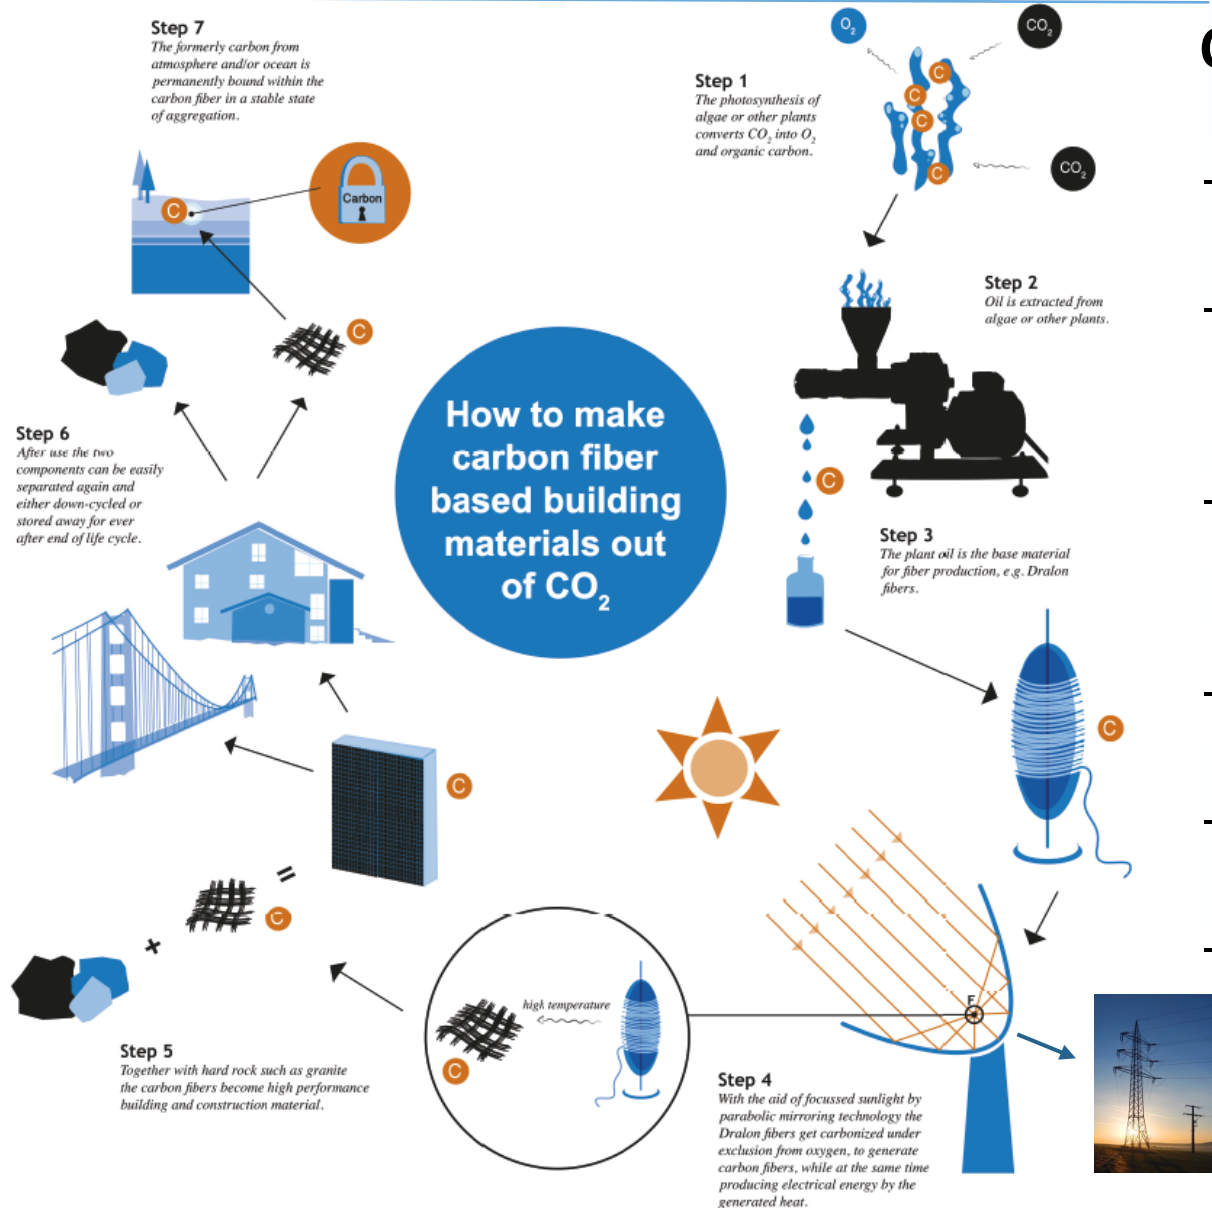 Step 7
The formerly carbon from
atmosphere and/or ocean is
permanently bound within the
carbon fiber in a stable state
of aggregation.
O2
CO2
Step 1
The photosynthesis of
algae or other plants
converts CO2 into O2
and organic carbon.
C
C
C
C
CO2
C
Carbon
Step 2
Oil is extracted from
algae or other plants.
C
How to make
carbon fiber
based building
materials out
of CO2
Step 6
After use the two
components can be easily
separated again and
either down-cycled or
stored away for ever
after end of life cycle.
C
Step 3
The plant oil is the base material
for fiber production, e.g. Dralon
fibers.
C
C
=
C
+
F
high temperature
C
Step 5
Together with hard rock such as granite
the carbon fibers become high performance
building and construction material.
Step 4
With the aid of focussed sunlight by
parabolic mirroring technology the
Dralon fibers get carbonized under
exclusion from oxygen, to generate
carbon fibers, while at the same time
producing electrical energy by the
generated heat.